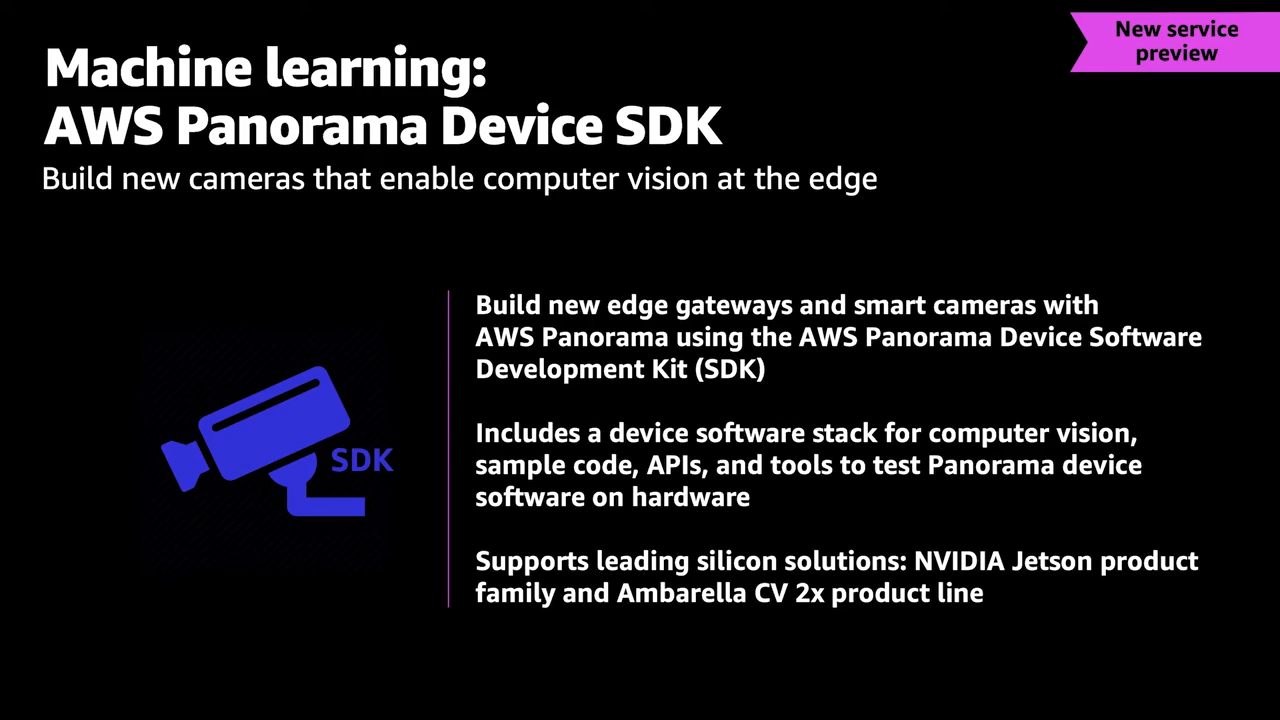 New service
preview
Machine learning:
AWS Panorama Device SDK
Build new cameras that enable computer vision at the edge
SDK
Build new edge gateways and smart cameras with
AWS Panorama using the AWS Panorama Device Software
Development Kit (SDK)
Includes a device software stack for computer vision,
sample code, APIs, and tools to test Panorama device
software on hardware
Supports leading silicon solutions: NVIDIA Jetson product
family and Ambarella CV 2x product line